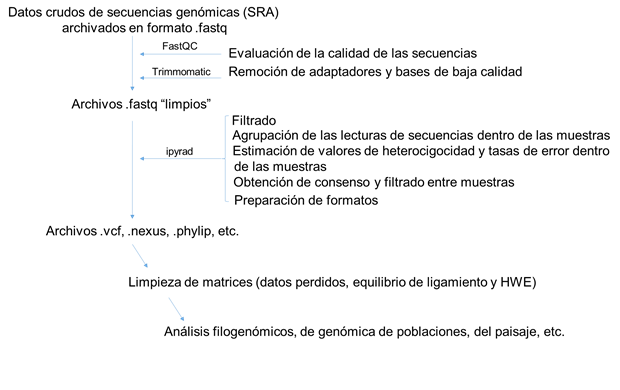 Datos crudos de secuencias genómicas (SRA)
archivados en formato .fastq
FastQC
Evaluación de la calidad de las secuencias
Trimmomatic
Remoción de adaptadores y bases de baja calidad
Archivos .fastq “limpios”
Filtrado
Agrupación de las lecturas de secuencias dentro de las muestras
ipyrad
Estimación de valores de heterocigocidad y tasas de error dentro
de las muestras
Obtención de consenso y filtrado entre muestras
Preparación de formatos
Archivos .vcf, .nexus, .phylip, etc.
Limpieza de matrices (datos perdidos, equilibrio de ligamiento y HWE)
Análisis filogenómicos, de genómica de poblaciones, del paisaje, etc.